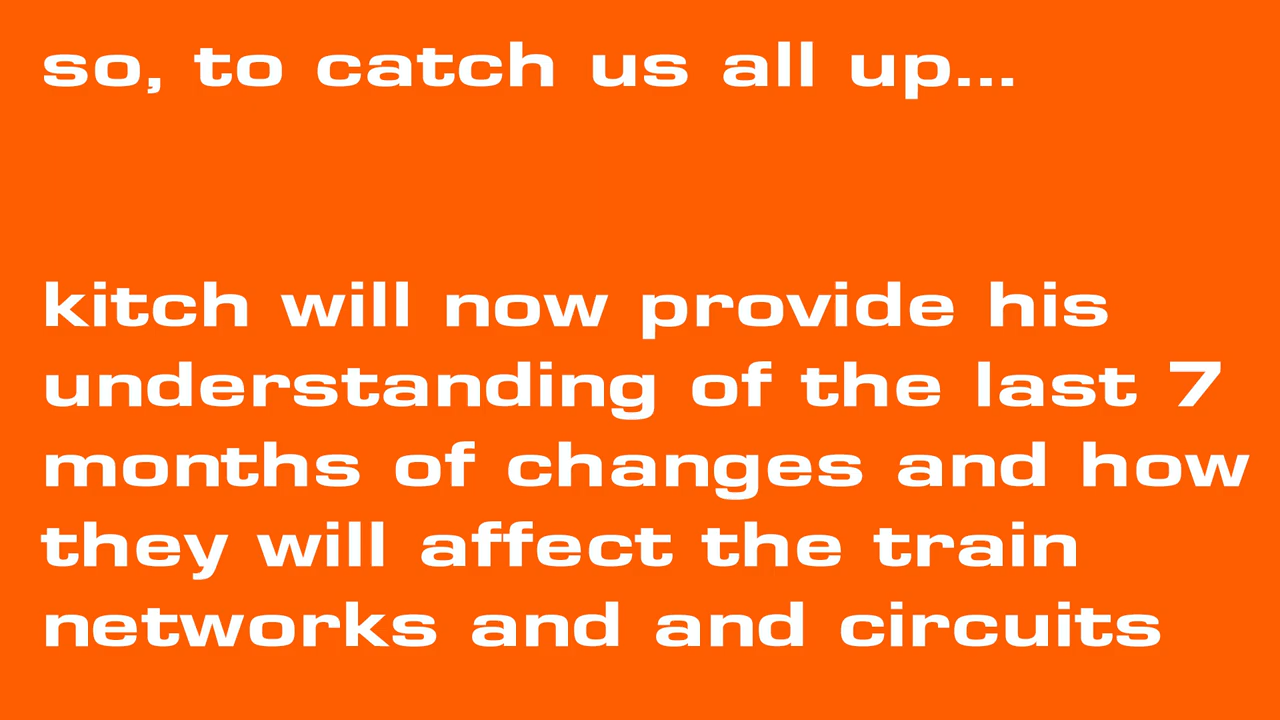 so, to catch us all up...
kitch will now provide his
understanding of the last 7
months of changes and how
they will affect the train
networks and and circuits